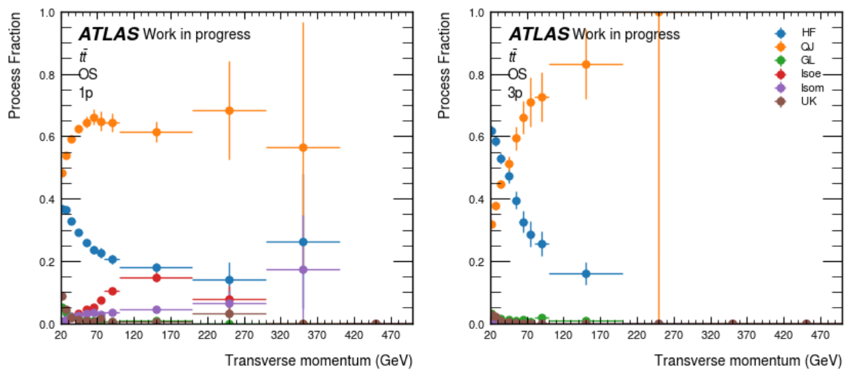 Process Fraction
ATLAS Work in progress
tt̄
OS
1p
1.0
0.8
0.6
0.4
0.2
0.0
20 70 120 170 220 270 320 370 420 470
Transverse momentum (GeV)
Process Fraction
ATLAS Work in progress
tt̄
OS
3p
HF
QJ
GL
Isoe
Isom
UK
1.0
0.8
0.6
0.4
0.2
0.0
20 70 120 170 220 270 320 370 420 470
Transverse momentum (GeV)